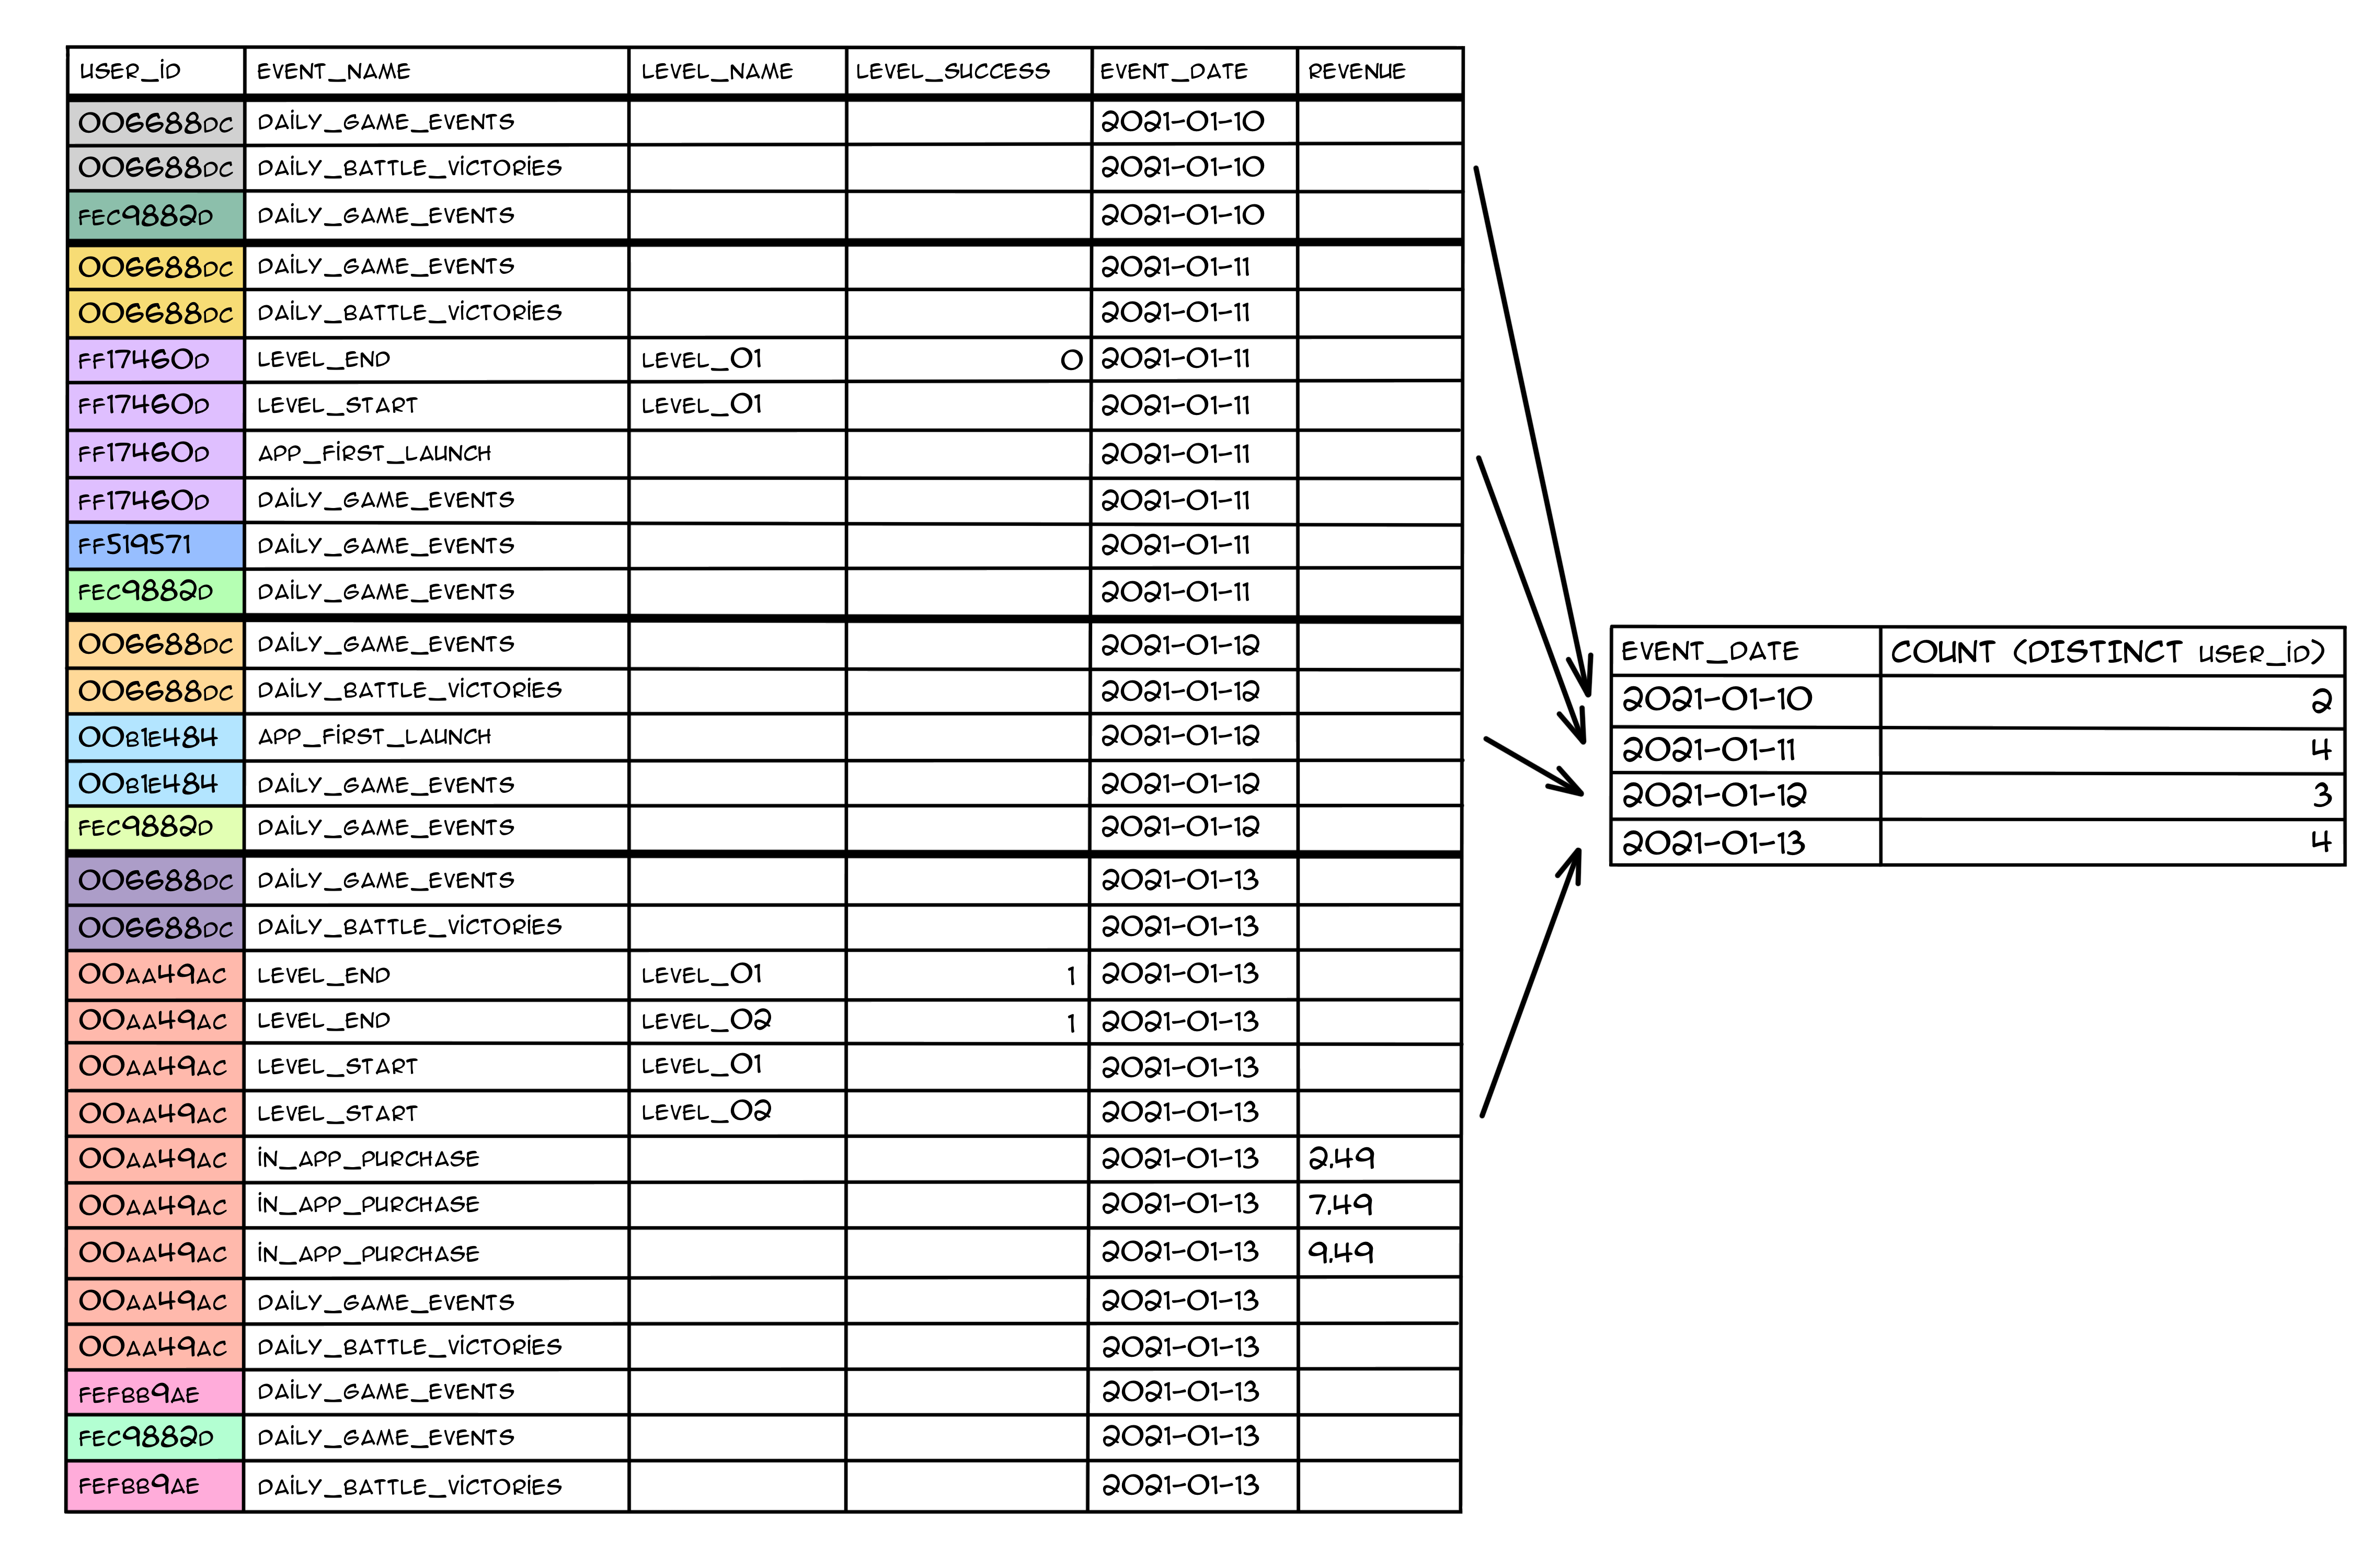 USER_ID EVENT_NAME LEVEL_NAME LEVEL_SUCCESS EVENT_DATE REVENUE
006688DC DAILY_GAME_EVENTS 2021-01-10
006688DC DAILY_BATTLE_VICTORIES 2021-01-10
FEC9882D DAILY_GAME_EVENTS 2021-01-10
006688DC DAILY_GAME_EVENTS 2021-01-11
006688DC DAILY_BATTLE_VICTORIES 2021-01-11
FF17460D LEVEL_END LEVEL_01 0 2021-01-11
FF17460D LEVEL_START LEVEL_01 2021-01-11
FF17460D APP_FIRST_LAUNCH 2021-01-11
FF17460D DAILY_GAME_EVENTS 2021-01-11
FF519571 DAILY_GAME_EVENTS 2021-01-11
FEC9882D DAILY_GAME_EVENTS 2021-01-11
006688DC DAILY_GAME_EVENTS 2021-01-12
006688DC DAILY_BATTLE_VICTORIES 2021-01-12
00B1E484 APP_FIRST_LAUNCH 2021-01-12
00B1E484 DAILY_GAME_EVENTS 2021-01-12
FEC9882D DAILY_GAME_EVENTS 2021-01-12
006688DC DAILY_GAME_EVENTS 2021-01-13
006688DC DAILY_BATTLE_VICTORIES 2021-01-13
00AA49AC LEVEL_END LEVEL_01 1 2021-01-13
00AA49AC LEVEL_END LEVEL_02 1 2021-01-13
00AA49AC LEVEL_START LEVEL_01 2021-01-13
00AA49AC LEVEL_START LEVEL_02 2021-01-13
00AA49AC IN_APP_PURCHASE 2021-01-13 2.49
00AA49AC IN_APP_PURCHASE 2021-01-13 7.49
00AA49AC IN_APP_PURCHASE 2021-01-13 9.49
00AA49AC DAILY_GAME_EVENTS 2021-01-13
00AA49AC DAILY_BATTLE_VICTORIES 2021-01-13
FEFBB9AE DAILY_GAME_EVENTS 2021-01-13
FEC9882D DAILY_GAME_EVENTS 2021-01-13
FEFBB9AE DAILY_BATTLE_VICTORIES 2021-01-13
EVENT_DATE COUNT (DISTINCT USER_ID)
2021-01-10 2
2021-01-11 4
2021-01-12 3
2021-01-13 4